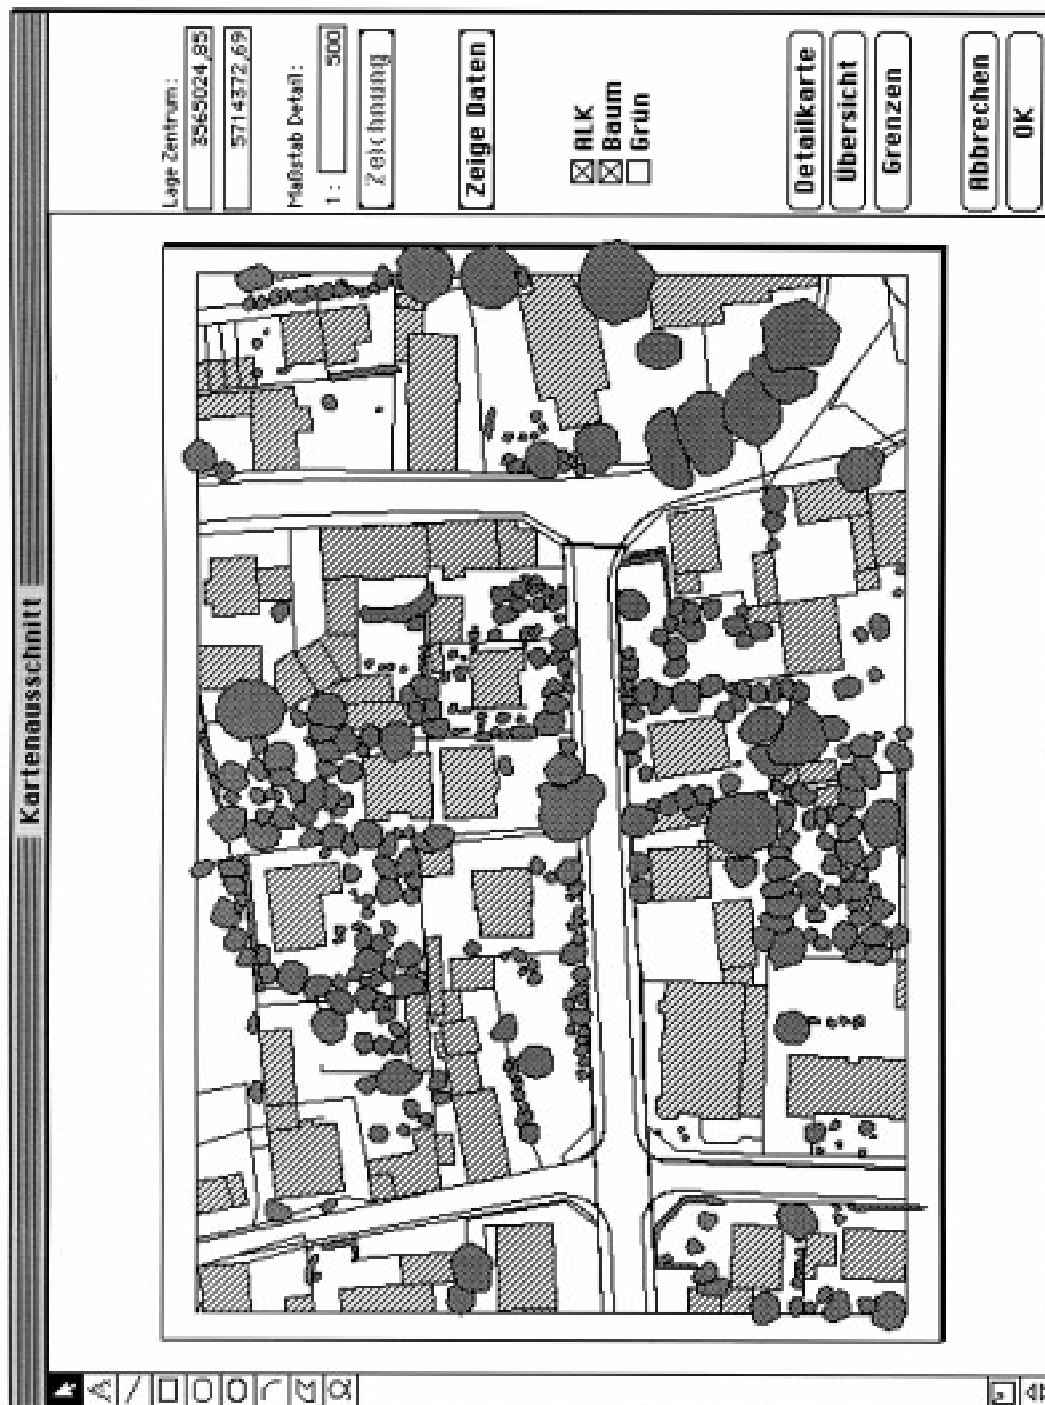 Kartenausschnitt
Lage Zentrum:
3565024,85
5714372,69
Maßstab Detail:
1: 500
Zeichnung
Zeige Daten
ALK
Baum
Grün
Detailkarte
Übersicht
Grenzen
Abbrechen
OK
A